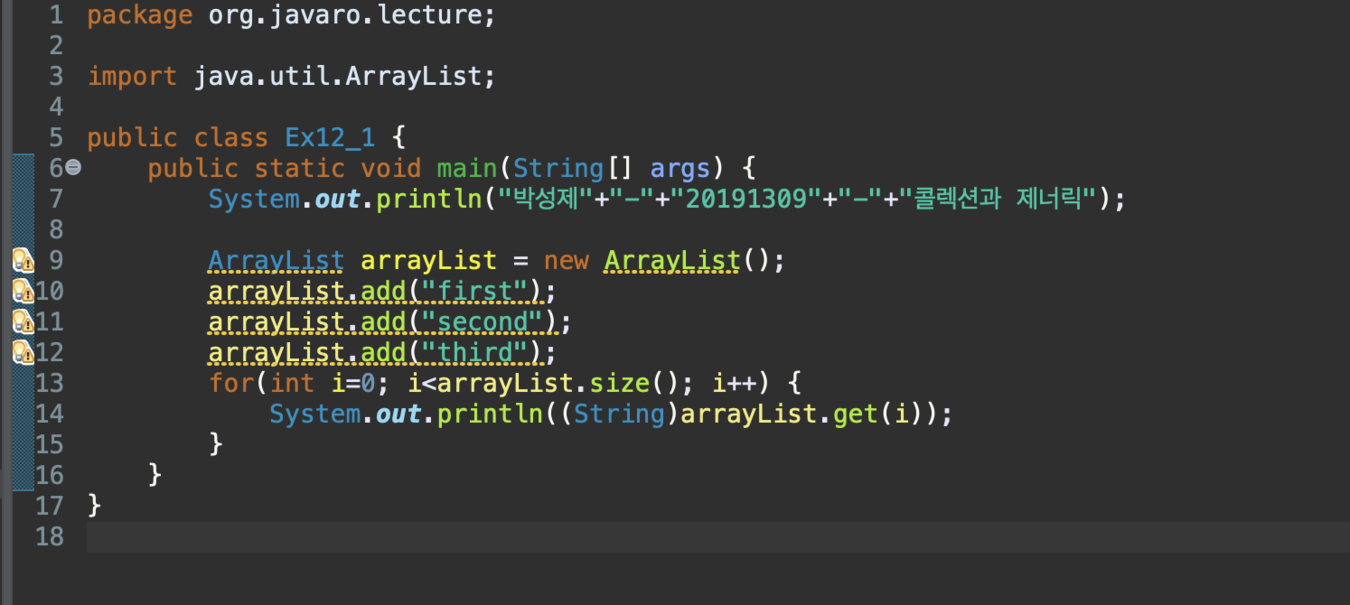 1 package org.javaro.lecture;
2
3 import java.util.ArrayList;
4
5 public class Ex12_1 {
6 public static void main(String[] args) {
7 System.out.println("박성제"+"-"+"20191309"+"-"+"콜렉션과 제너릭");
8
9 ArrayList arrayList = new ArrayList();
10 arrayList.add("first");
11 arrayList.add("second");
12 arrayList.add("third");
13 for(int i=0; i<arrayList.size(); i++) {
14 System.out.println((String)arrayList.get(i));
15 }
16 }
17 }
18